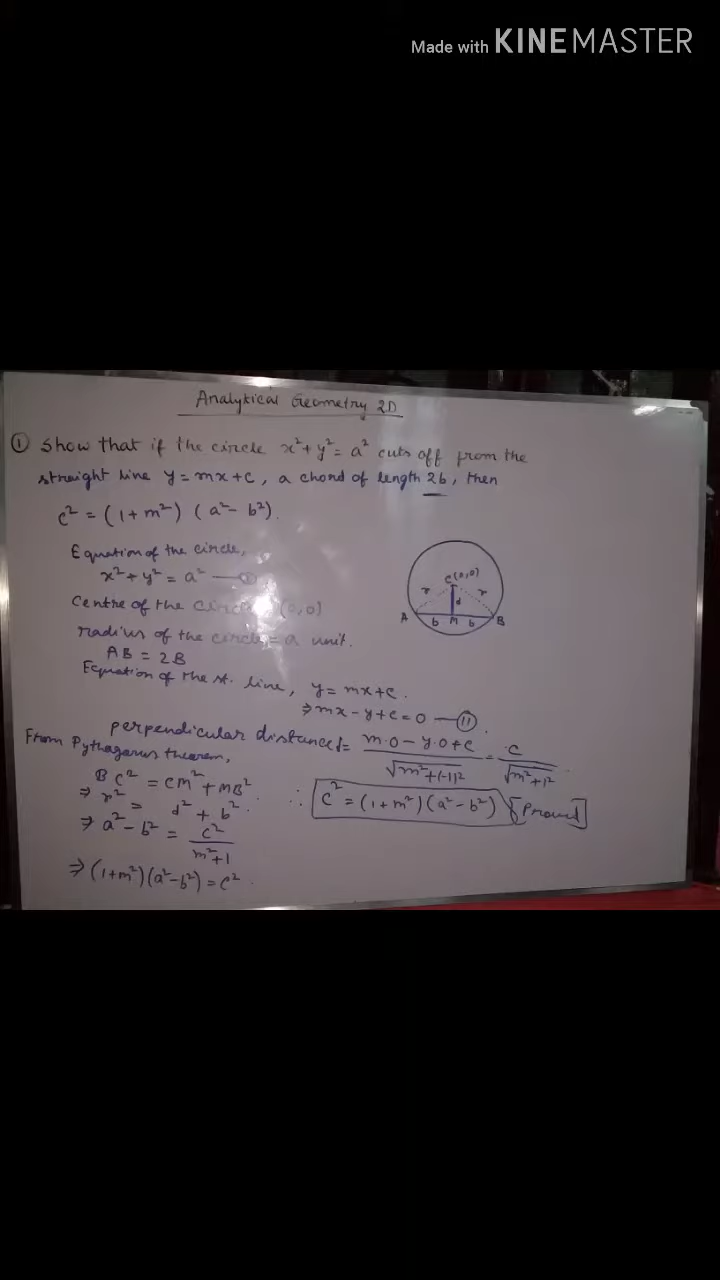 Made with KINEMASTER
Analytical Geometry 2D
① Show that if the circle x²+y²=a² cuts off from the
straight line y=mx+c, a chord of length 2b, then
c²=(1+m²)(a²-b²).
Equation of the circle,
x²+y²=a² —①
Centre of the circle (0,0)
radius of the circle = a unit.
AB = 2B
Equation of the st. line, y=mx+c.
⇒mx-y+c=0 —⑪
C(0,0)
r r
d
A b M b B
perpendicular distance = m.0-y.0+c/√m²+(-1)² = c/√m²+1²
From Pythagorus theorem,
BC²=CM²+MB²
⇒ r² = d²+b²
⇒ a²-b² = c²/m²+1
⇒ (1+m²)(a²-b²)=c².
∴ c²=(1+m²)(a²-b²) [Proved]